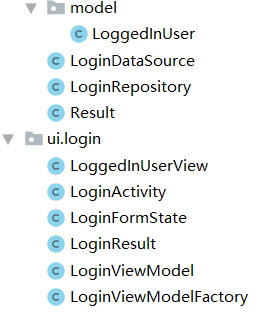 model
C LoggedInUser
C LoginDataSource
C LoginRepository
C Result
ui.login
C LoggedInUserView
C LoginActivity
C LoginFormState
C LoginResult
C LoginViewModel
C LoginViewModelFactory